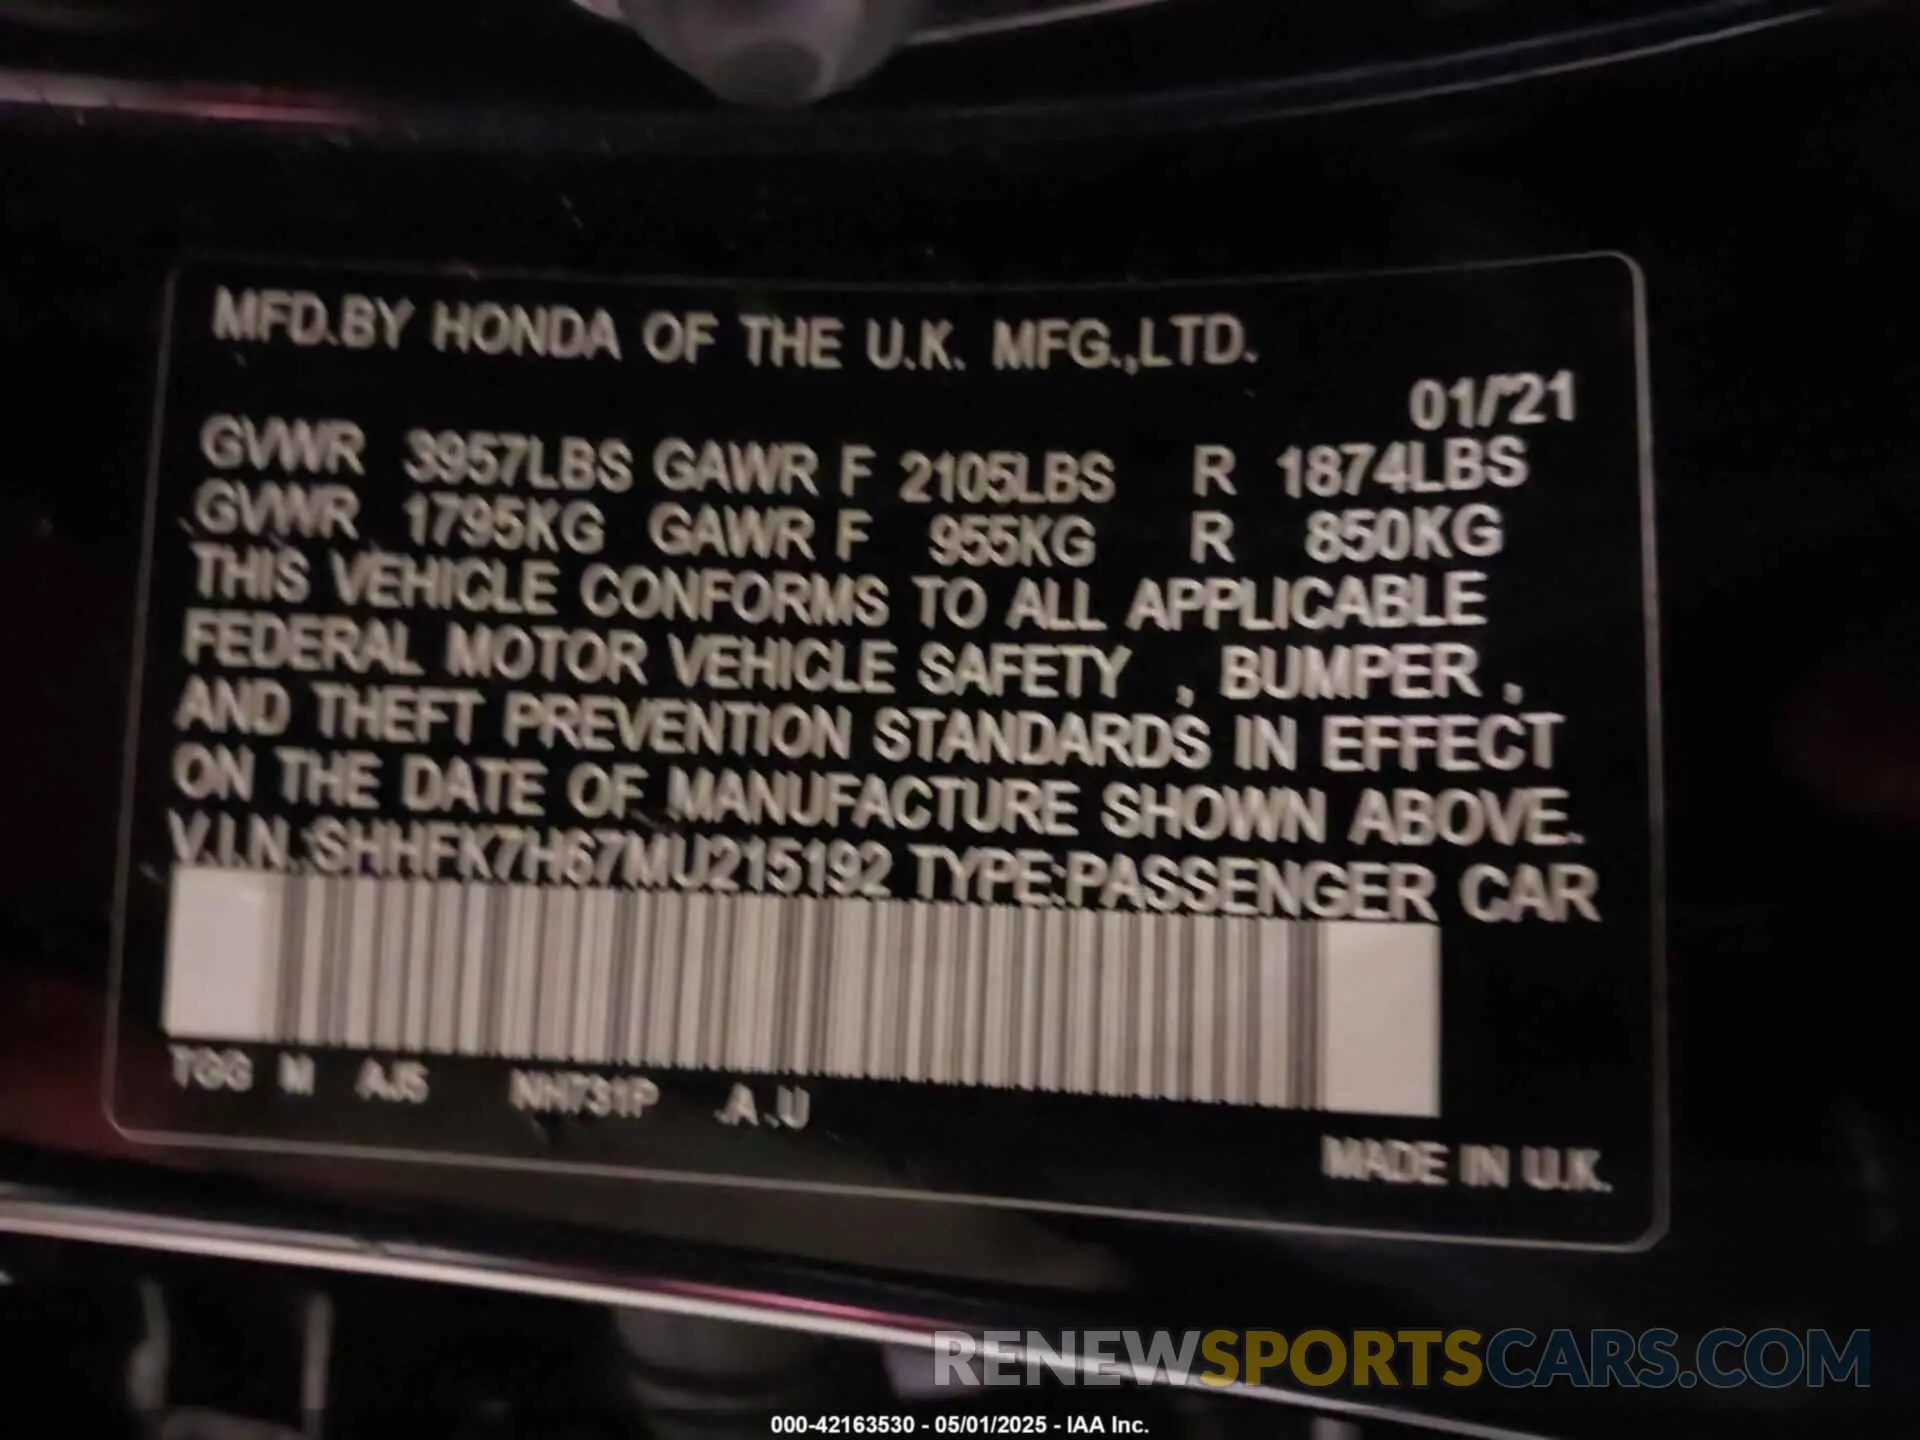 MFD.BY HONDA OF THE U.K. MFG.,LTD.
01/'21
GVWR 3957LBS GAWR F 2105LBS R 1874LBS
GVWR 1795KG GAWR F 955KG R 850KG
THIS VEHICLE CONFORMS TO ALL APPLICABLE
FEDERAL MOTOR VEHICLE SAFETY , BUMPER ,
AND THEFT PREVENTION STANDARDS IN EFFECT
ON THE DATE OF MANUFACTURE SHOWN ABOVE.
V.I.N.:SHHFK7H67MU215192 TYPE:PASSENGER CAR
TGG M AJ5 NH731P .A .U
MADE IN U.K.
RENEWSPORTSCARS.COM
000-42163530 - 05/01/2025 - IAA Inc.